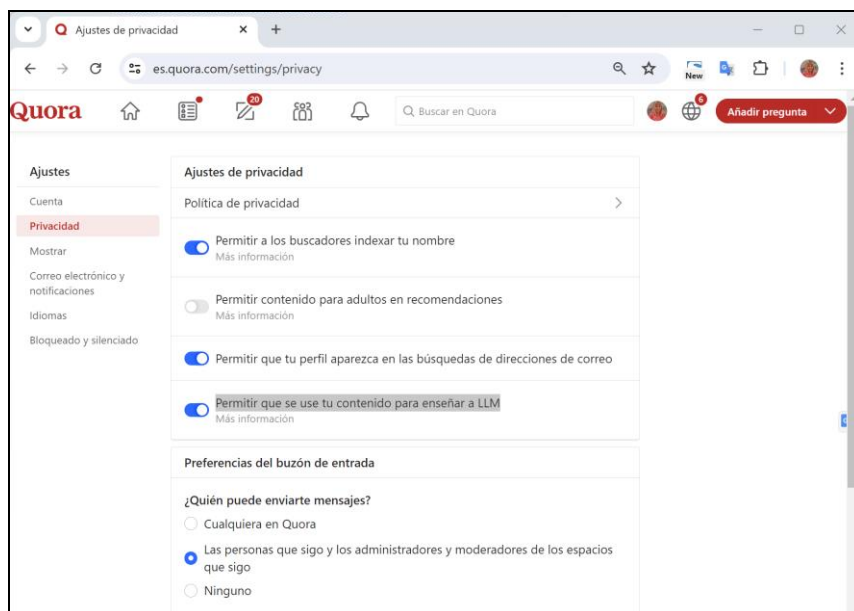 Ajustes de privacidad
es.quora.com/settings/privacy
New
Quora
20
Buscar en Quora
6
Añadir pregunta
Ajustes
Cuenta
Privacidad
Mostrar
Correo electrónico y
notificaciones
Idiomas
Bloqueado y silenciado
Ajustes de privacidad
Política de privacidad
Permitir a los buscadores indexar tu nombre
Más información
Permitir contenido para adultos en recomendaciones
Más información
Permitir que tu perfil aparezca en las búsquedas de direcciones de correo
Permitir que se use tu contenido para enseñar a LLM
Más información
Preferencias del buzón de entrada
¿Quién puede enviarte mensajes?
Cualquiera en Quora
Las personas que sigo y los administradores y moderadores de los espacios
que sigo
Ninguno